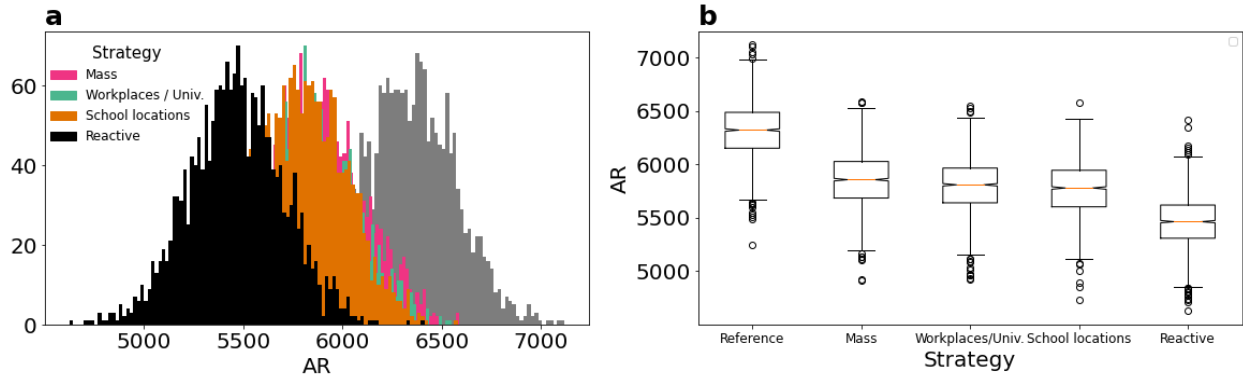 a
Strategy
Mass
Workplaces / Univ.
School locations
Reactive
60
40
20
0
5000
5500
6000
6500
7000
AR
b
7000
6500
6000
5500
5000
AR
Reference
Mass
Workplaces/Univ.
School locations
Reactive
Strategy